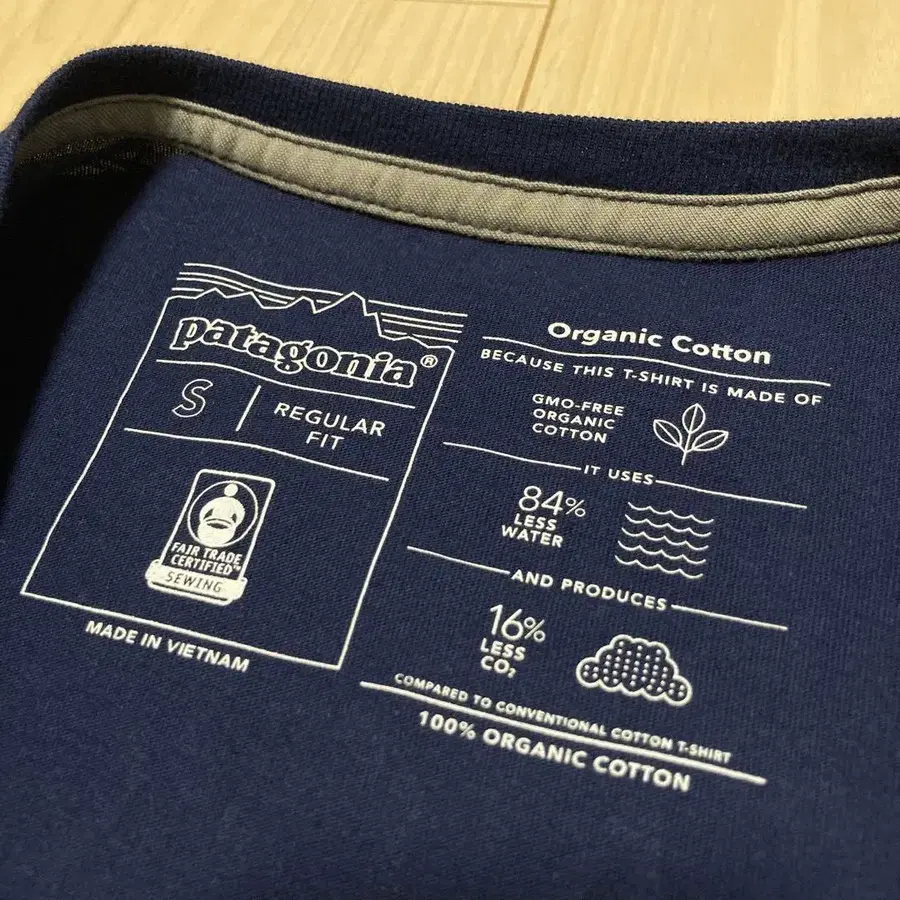 patagonia®
S
REGULAR
FIT
FAIR TRADE
CERTIFIED™
SEWING
MADE IN VIETNAM
Organic Cotton
BECAUSE THIS T-SHIRT IS MADE OF
GMO-FREE
ORGANIC
COTTON
IT USES
84%
LESS
WATER
AND PRODUCES
16%
LESS
CO₂
COMPARED TO CONVENTIONAL COTTON T-SHIRT
100% ORGANIC COTTON